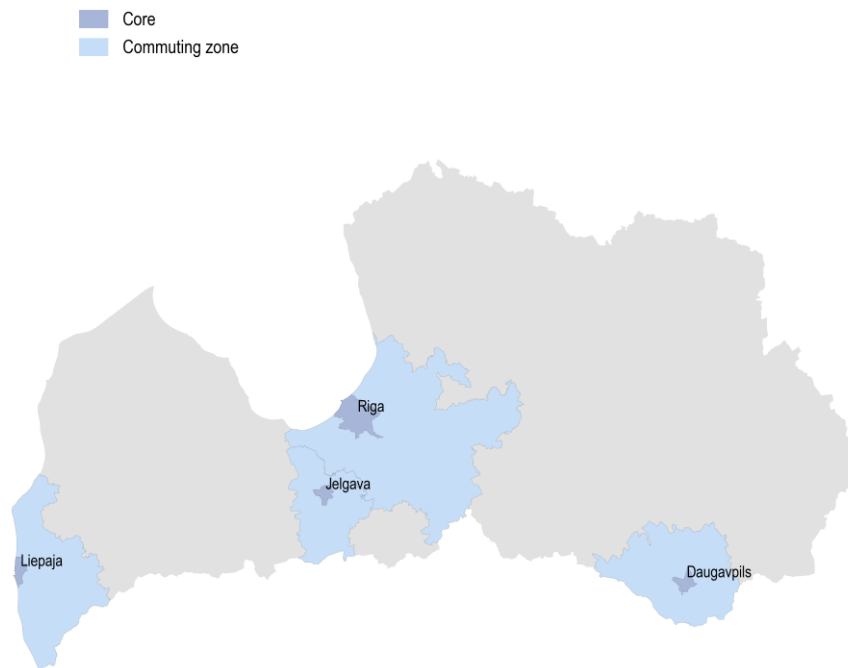 Core
Commuting zone
Riga
Jelgava
Liepaja
Daugavpils